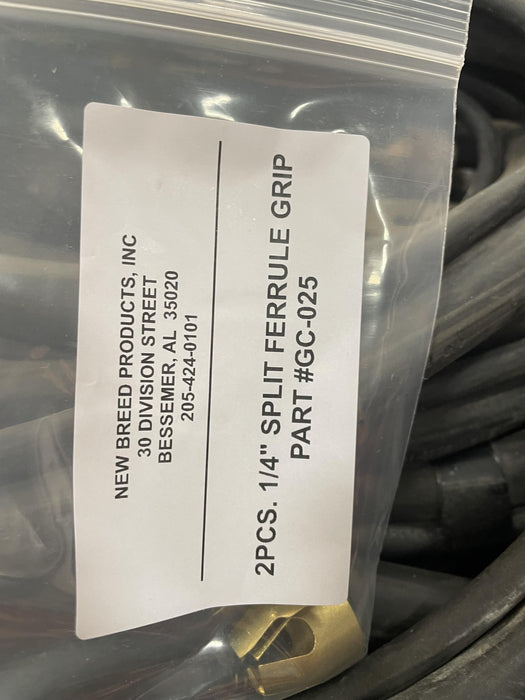 NEW BREED PRODUCTS, INC
30 DIVISION STREET
BESSEMER, AL 35020
205-424-0101
2PCS. 1/4" SPLIT FERRULE GRIP
PART #GC-025